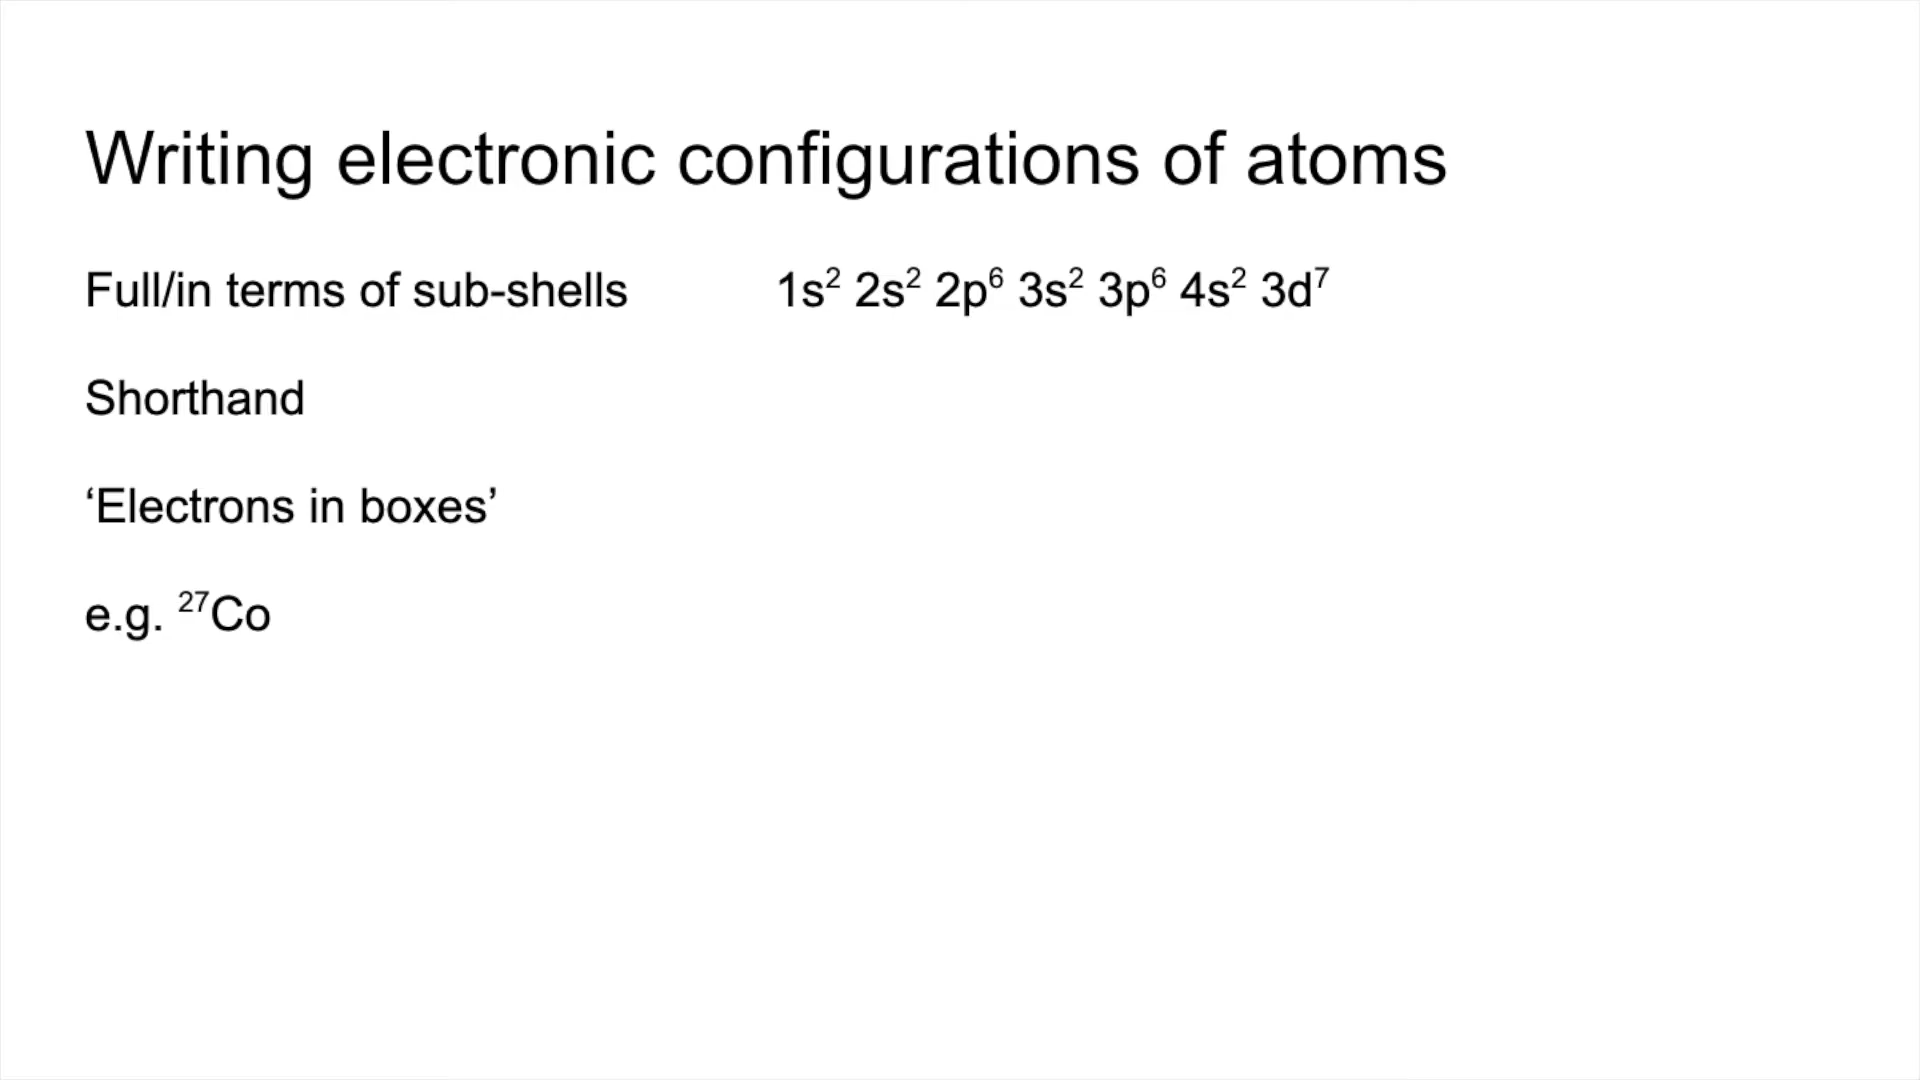 Writing electronic configurations of atoms
Full/in terms of sub-shells 1s² 2s² 2p⁶ 3s² 3p⁶ 4s² 3d⁷
Shorthand
‘Electrons in boxes’
e.g. ²⁷Co